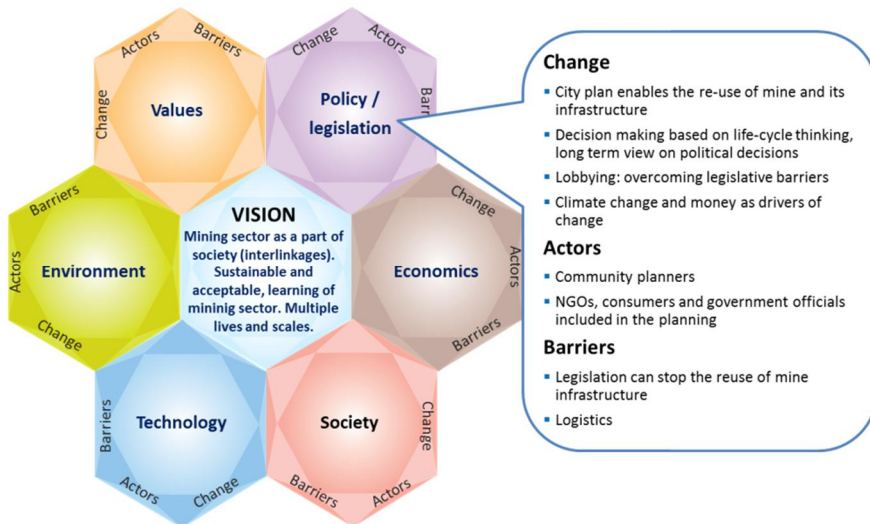 Actors
Barriers
Change
Values
Change
Actors
Barr
Policy /
legislation
Barriers
Actors
Change
Environment
VISION
Mining sector as a part of
society (interlinkages).
Sustainable and
acceptable, learning of
mininig sector. Multiple
lives and scales.
Change
Actors
Barriers
Economics
Barriers
Actors
Change
Technology
Change
Actors
Barriers
Society
Change
▪ City plan enables the re-use of mine and its
infrastructure
▪ Decision making based on life-cycle thinking,
long term view on political decisions
▪ Lobbying: overcoming legislative barriers
▪ Climate change and money as drivers of
change
Actors
▪ Community planners
▪ NGOs, consumers and government officials
included in the planning
Barriers
▪ Legislation can stop the reuse of mine
infrastructure
▪ Logistics